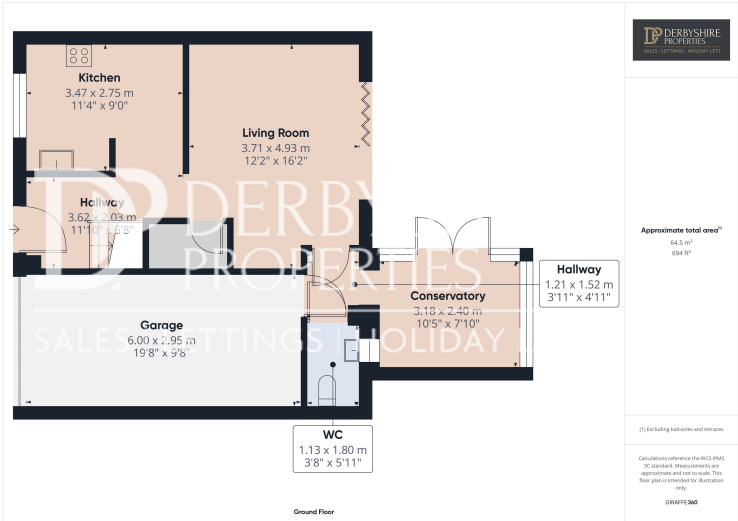 Kitchen
3.47 x 2.75 m
11'4" x 9'0"
Living Room
3.71 x 4.93 m
12'2" x 16'2"
Hallway
3.62 x 2.03 m
11'10" x 6'8"
Hallway
1.21 x 1.52 m
3'11" x 4'11"
Conservatory
3.18 x 2.40 m
10'5" x 7'10"
Garage
6.00 x 2.95 m
19'8" x 9'8"
WC
1.13 x 1.80 m
3'8" x 5'11"
Ground Floor
DERBY
PROPERTIES
SALES LETTINGS HOLIDAY L
DP DERBYSHIRE
PROPERTIES
SALES | LETTINGS | HOLIDAY LETS
Approximate total area(1)
64.5 m²
694 ft²
(1) Excluding balconies and terraces
Calculations reference the RICS IPMS
3C standard. Measurements are
approximate and not to scale. This
floor plan is intended for illustration
only.
GIRAFFE360